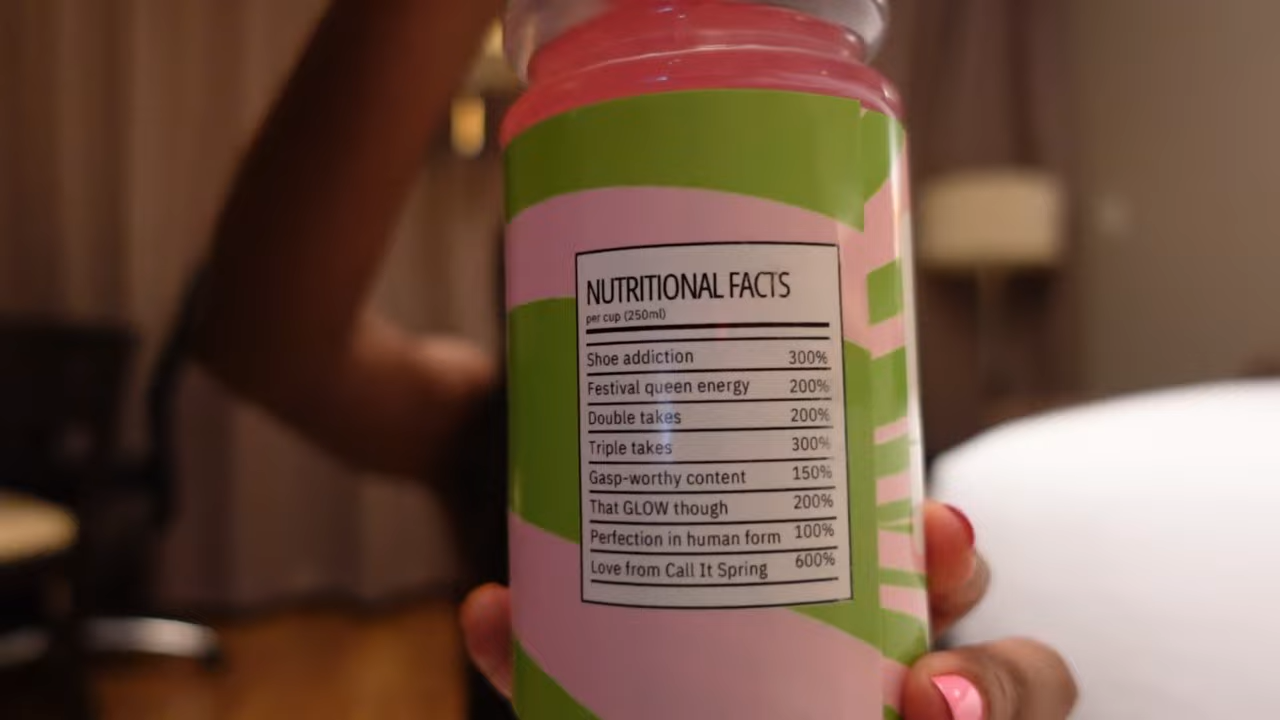 NUTRITIONAL FACTS
per cup (250ml)
Shoe addiction 300%
Festival queen energy 200%
Double takes 200%
Triple takes 300%
Gasp-worthy content 150%
That GLOW though 200%
Perfection in human form 100%
Love from Call It Spring 600%